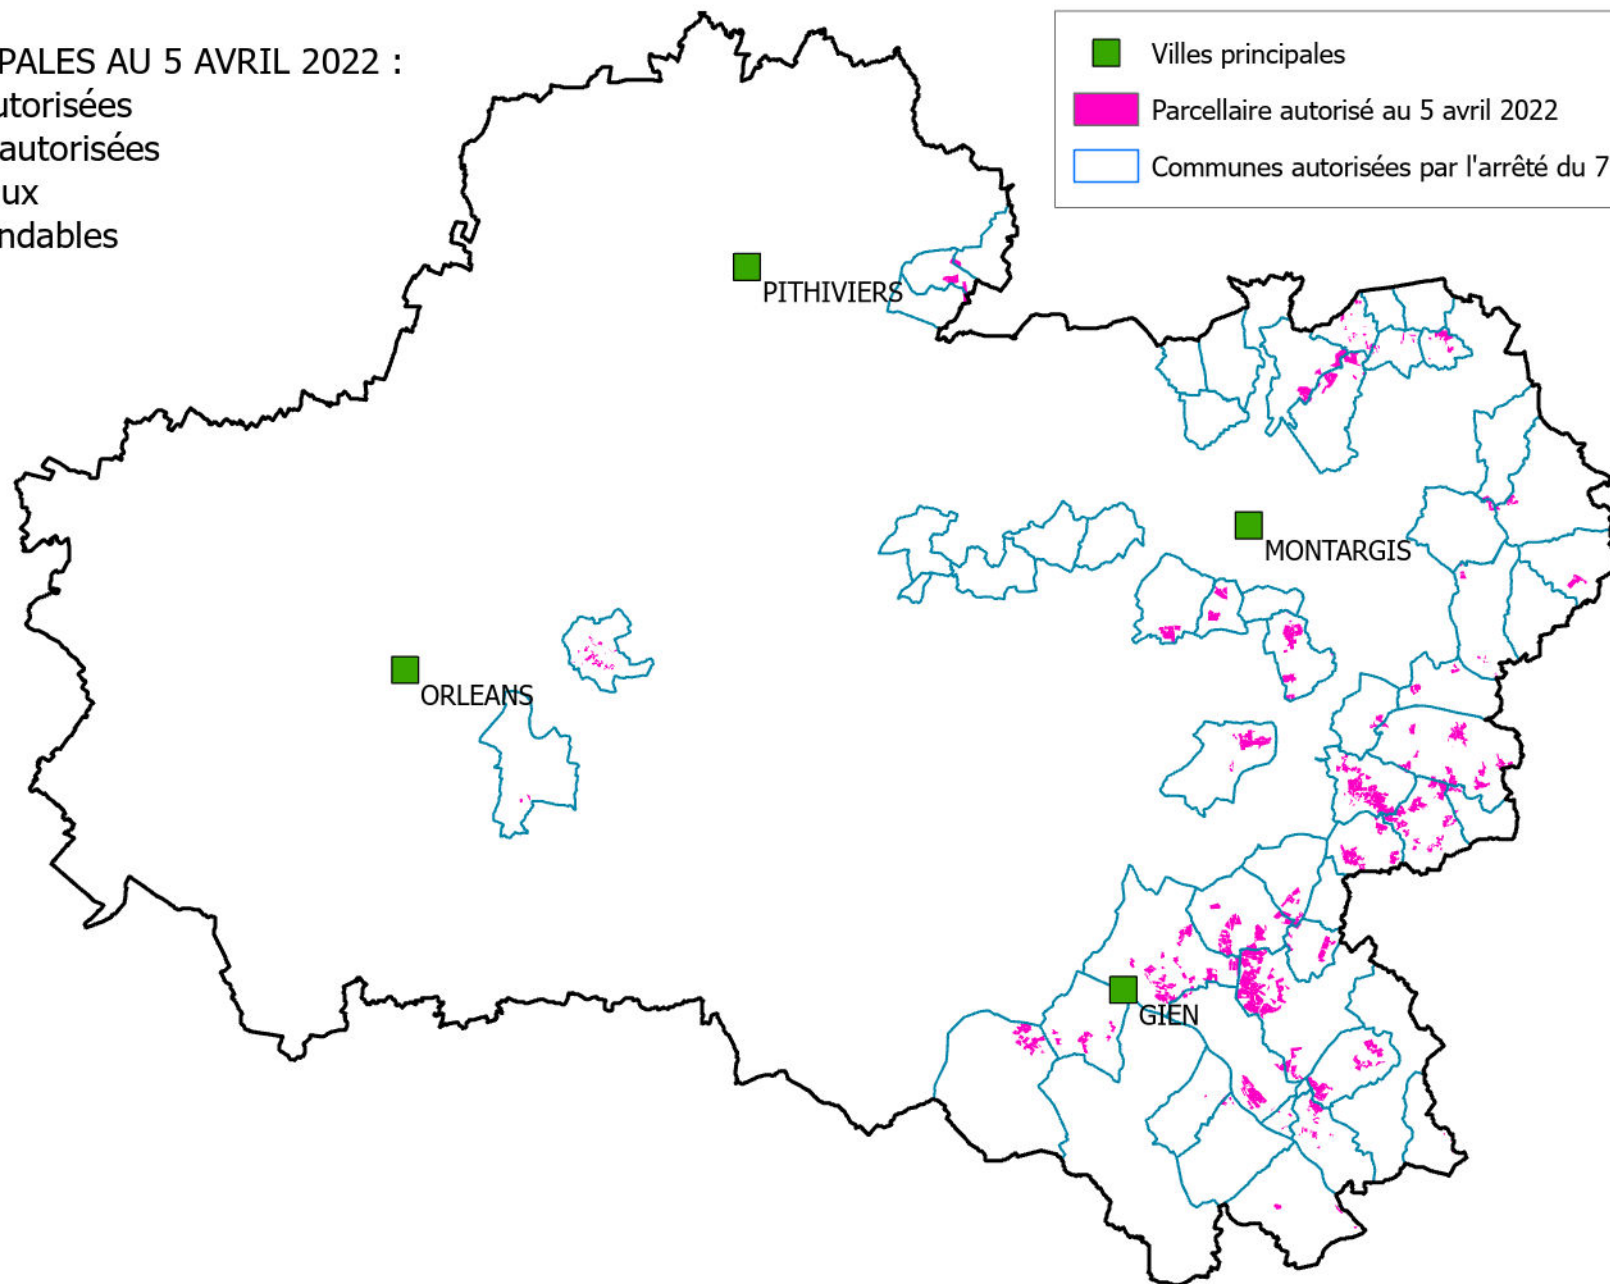 PALES AU 5 AVRIL 2022 :
utorisées
autorisées
ux
ndables
Villes principales
Parcellaire autorisé au 5 avril 2022
Communes autorisées par l'arrêté du 7
PITHIVIERS
MONTARGIS
ORLEANS
GIEN